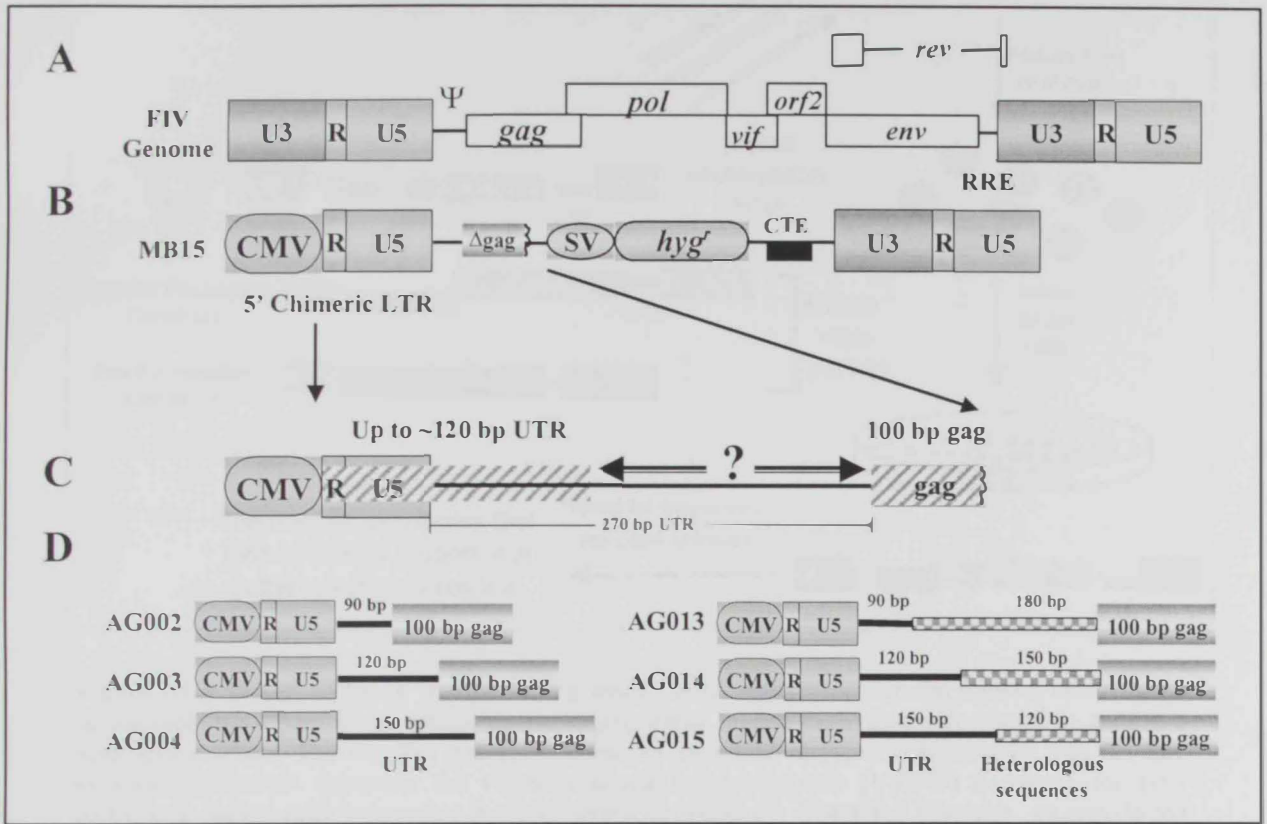 A
rev
Ψ
FIV Genome
U3 R U5
gag
pol
vif
orf2
env
U3 R U5
RRE
B
MB15
CMV R U5
Δgag
SV
hygʳ
CTE
U3 R U5
5' Chimeric LTR
Up to ~120 bp UTR
100 bp gag
C
CMV R U5
?
gag
270 bp UTR
D
AG002
CMV R U5
90 bp
100 bp gag
AG003
CMV R U5
120 bp
100 bp gag
AG004
CMV R U5
150 bp
100 bp gag
UTR
AG013
CMV R U5
90 bp
180 bp
100 bp gag
AG014
CMV R U5
120 bp
150 bp
100 bp gag
AG015
CMV R U5
150 bp
120 bp
100 bp gag
UTR
Heterologous
sequences